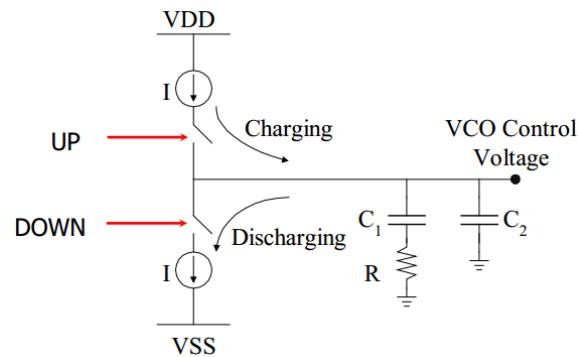 VDD
I
Charging
UP
VCO Control
Voltage
DOWN
Discharging
C₁
C₂
I
R
VSS